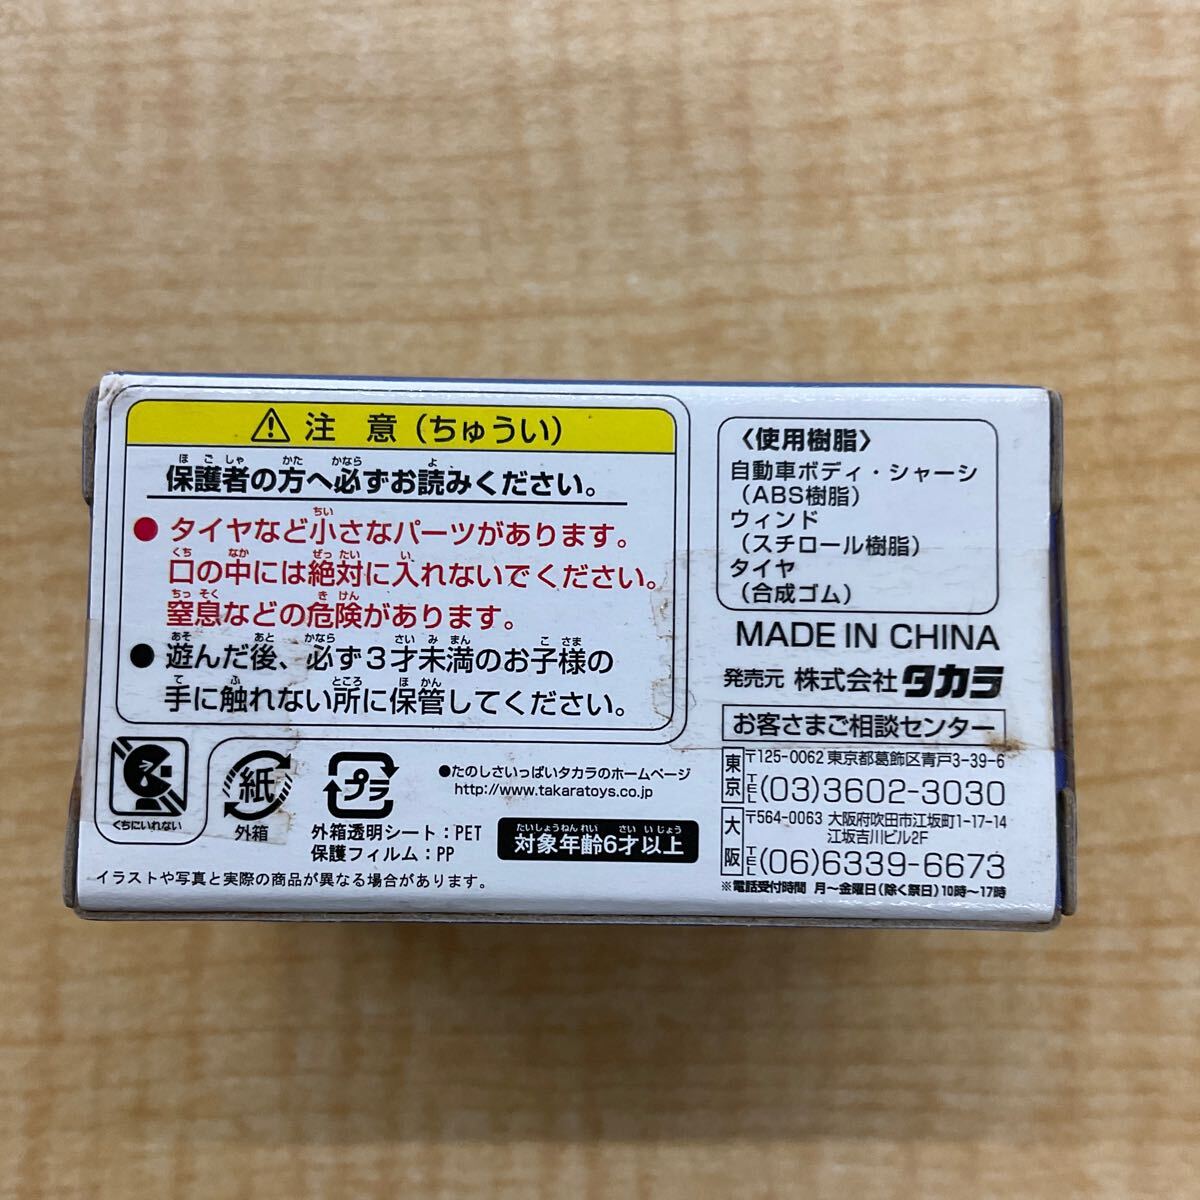 ⚠ 注 意（ちゅうい）
保護者の方へ必ずお読みください。
ほごしゃ かた かなら よ
● タイヤなど小さなパーツがあります。
ちい
口の中には絶対に入れないでください。
くち なか ぜったい い
窒息などの危険があります。
ちっそく きけん
● 遊んだ後、必ず3才未満のお子様の
あそ あと かなら さいみまん こさま
手に触れない所に保管してください。
て ふ ところ ほかん
くちにいれない
紙
外箱
プラ
外箱透明シート：PET
保護フィルム：PP
●たのしさいっぱいタカラのホームページ
http://www.takaratoys.co.jp
たいしょうねんれい さい いじょう
対象年齢6才以上
イラストや写真と実際の商品が異なる場合があります。
〈使用樹脂〉
自動車ボディ・シャーシ
（ABS樹脂）
ウィンド
（スチロール樹脂）
タイヤ
（合成ゴム）
MADE IN CHINA
発売元 株式会社 タカラ
お客さまご相談センター
東京
〒125-0062 東京都葛飾区青戸3-39-6
TEL(03)3602-3030
大阪
〒564-0063 大阪府吹田市江坂町1-17-14
江坂吉川ビル2F
TEL(06)6339-6673
※電話受付時間 月〜金曜日（除く祭日）10時〜17時